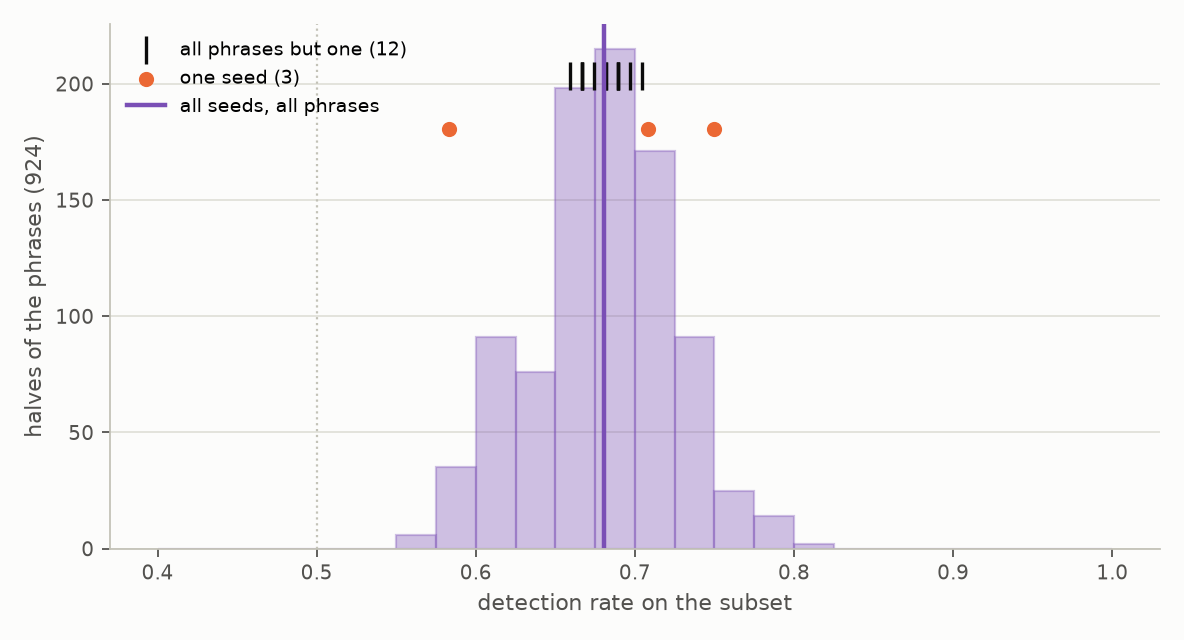 all phrases but one (12)
one seed (3)
all seeds, all phrases
halves of the phrases (924)
200
150
100
50
0
0.4 0.5 0.6 0.7 0.8 0.9 1.0
detection rate on the subset